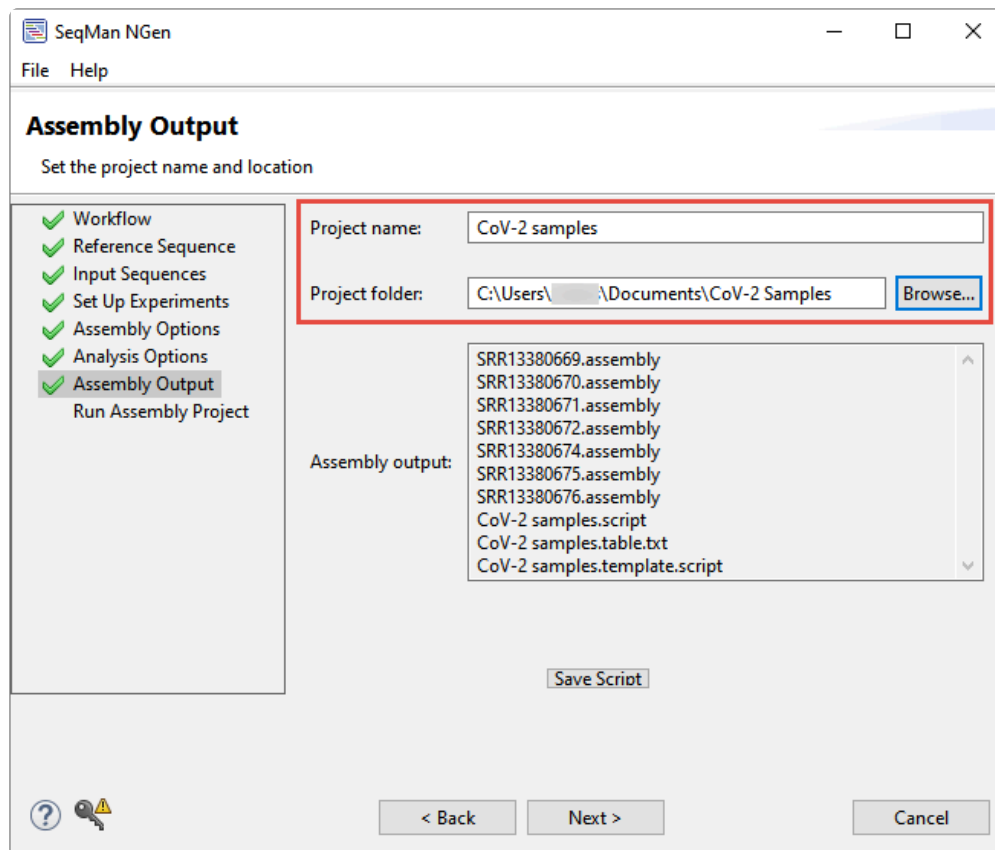 SeqMan NGen
File Help
Assembly Output
Set the project name and location
Workflow
Reference Sequence
Input Sequences
Set Up Experiments
Assembly Options
Analysis Options
Assembly Output
Run Assembly Project
Project name: CoV-2 samples
Project folder: C:\Users\ \Documents\CoV-2 Samples Browse...
Assembly output:
SRR13380669.assembly
SRR13380670.assembly
SRR13380671.assembly
SRR13380672.assembly
SRR13380674.assembly
SRR13380675.assembly
SRR13380676.assembly
CoV-2 samples.script
CoV-2 samples.table.txt
CoV-2 samples.template.script
Save Script
? < Back Next > Cancel